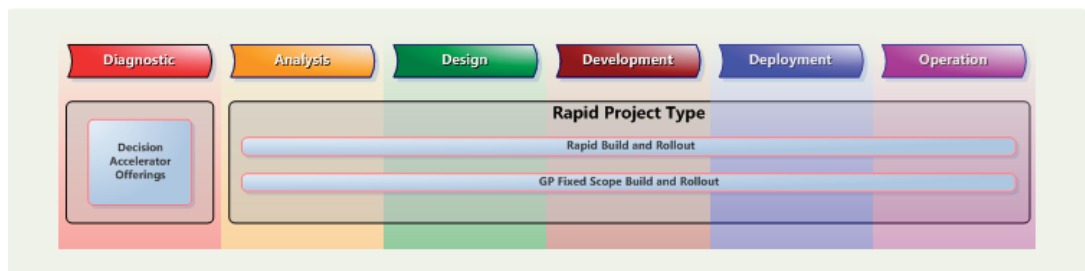 Diagnostic
Analysis
Design
Development
Deployment
Operation
Rapid Project Type
Decision
Accelerator
Offerings
Rapid Build and Rollout
GP Fixed Scope Build and Rollout